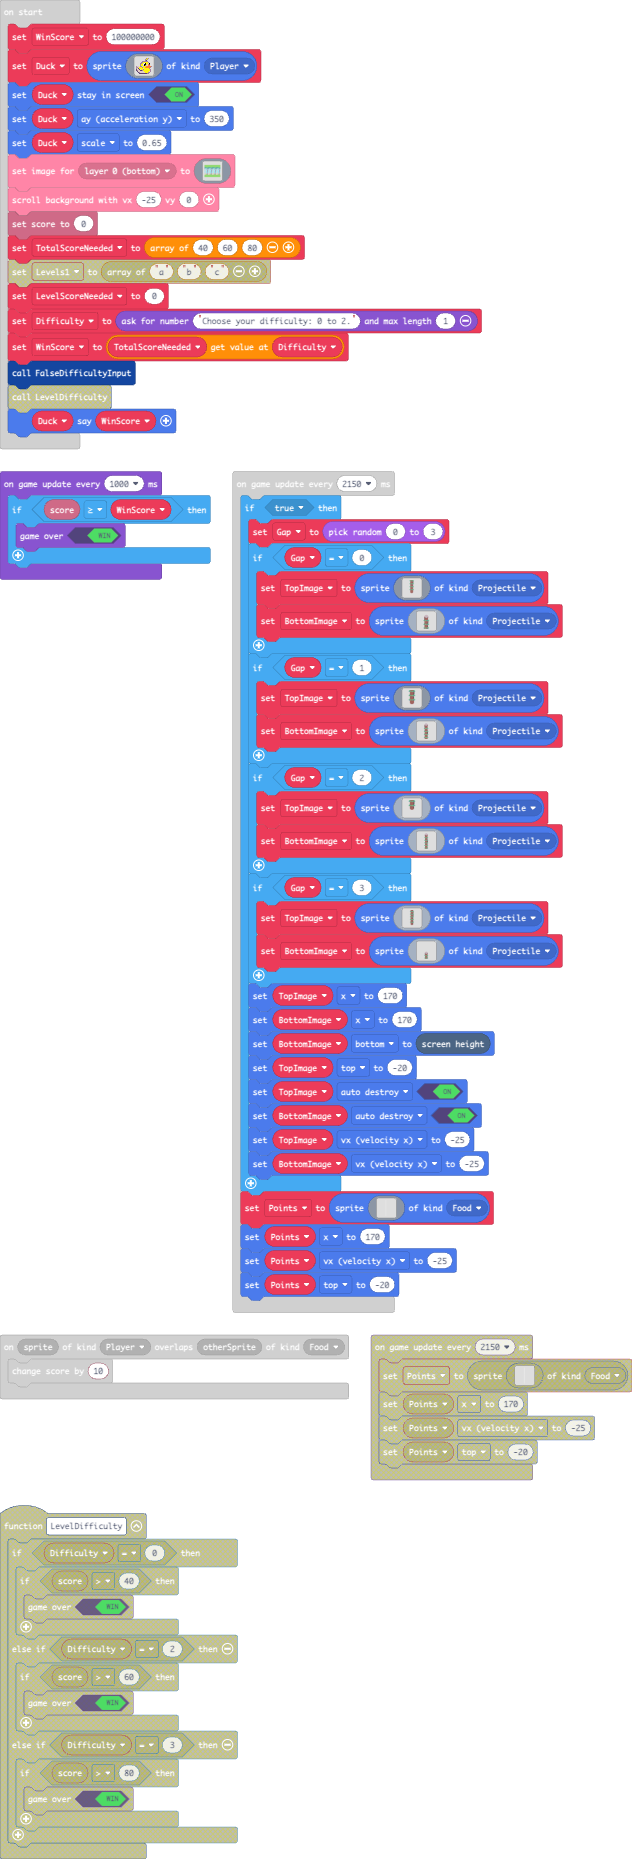 on start
set WinScore to 100000000
set Duck to sprite of kind Player
set Duck stay in screen ON
set Duck ay (acceleration y) to 350
set Duck scale to 0.65
set image for layer 0 (bottom) to
scroll background with vx -25 vy 0
set score to 0
set TotalScoreNeeded to array of 40 60 80
set Levels1 to array of "a" "b" "c"
set LevelScoreNeeded to 0
set Difficulty to ask for number "Choose your difficulty: 0 to 2." and max length 1
set WinScore to TotalScoreNeeded get value at Difficulty
call FalseDifficultyInput
call LevelDifficulty
Duck say WinScore
on game update every 1000 ms
if score ≥ WinScore then
game over WIN
on game update every 2150 ms
if true then
set Gap to pick random 0 to 3
if Gap = 0 then
set TopImage to sprite of kind Projectile
set BottomImage to sprite of kind Projectile
if Gap = 1 then
set TopImage to sprite of kind Projectile
set BottomImage to sprite of kind Projectile
if Gap = 2 then
set TopImage to sprite of kind Projectile
set BottomImage to sprite of kind Projectile
if Gap = 3 then
set TopImage to sprite of kind Projectile
set BottomImage to sprite of kind Projectile
set TopImage x to 170
set BottomImage x to 170
set BottomImage bottom to screen height
set TopImage top to -20
set TopImage auto destroy ON
set BottomImage auto destroy ON
set TopImage vx (velocity x) to -25
set BottomImage vx (velocity x) to -25
set Points to sprite of kind Food
set Points x to 170
set Points vx (velocity x) to -25
set Points top to -20
on sprite of kind Player overlaps otherSprite of kind Food
change score by 10
on game update every 2150 ms
set Points to sprite of kind Food
set Points x to 170
set Points vx (velocity x) to -25
set Points top to -20
function LevelDifficulty
if Difficulty = 0 then
if score > 40 then
game over WIN
else if Difficulty = 2 then
if score > 60 then
game over WIN
else if Difficulty = 3 then
if score > 80 then
game over WIN